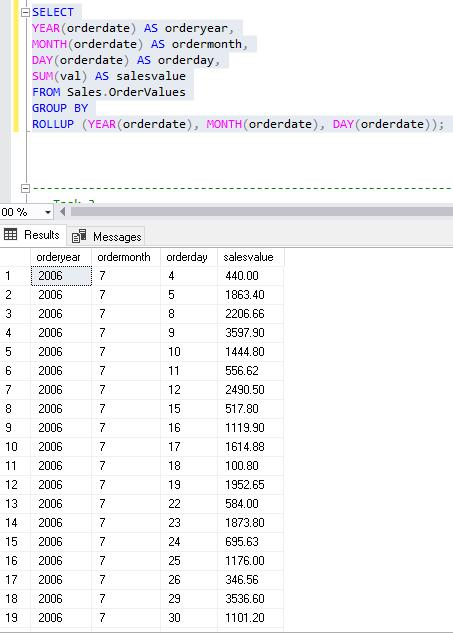 SELECT
YEAR(orderdate) AS orderyear,
MONTH(orderdate) AS ordermonth,
DAY(orderdate) AS orderday,
SUM(val) AS salesvalue
FROM Sales.OrderValues
GROUP BY
ROLLUP (YEAR(orderdate), MONTH(orderdate), DAY(orderdate));
00 %
Results Messages
orderyear ordermonth orderday salesvalue
1 2006 7 4 440.00
2 2006 7 5 1863.40
3 2006 7 8 2206.66
4 2006 7 9 3597.90
5 2006 7 10 1444.80
6 2006 7 11 556.62
7 2006 7 12 2490.50
8 2006 7 15 517.80
9 2006 7 16 1119.90
10 2006 7 17 1614.88
11 2006 7 18 100.80
12 2006 7 19 1952.65
13 2006 7 22 584.00
14 2006 7 23 1873.80
15 2006 7 24 695.63
16 2006 7 25 1176.00
17 2006 7 26 346.56
18 2006 7 29 3536.60
19 2006 7 30 1101.20